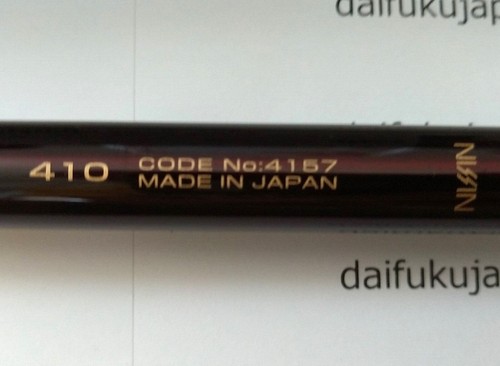 daifukujap
410
CODE No:4157
MADE IN JAPAN
NISSIN
daifukuja